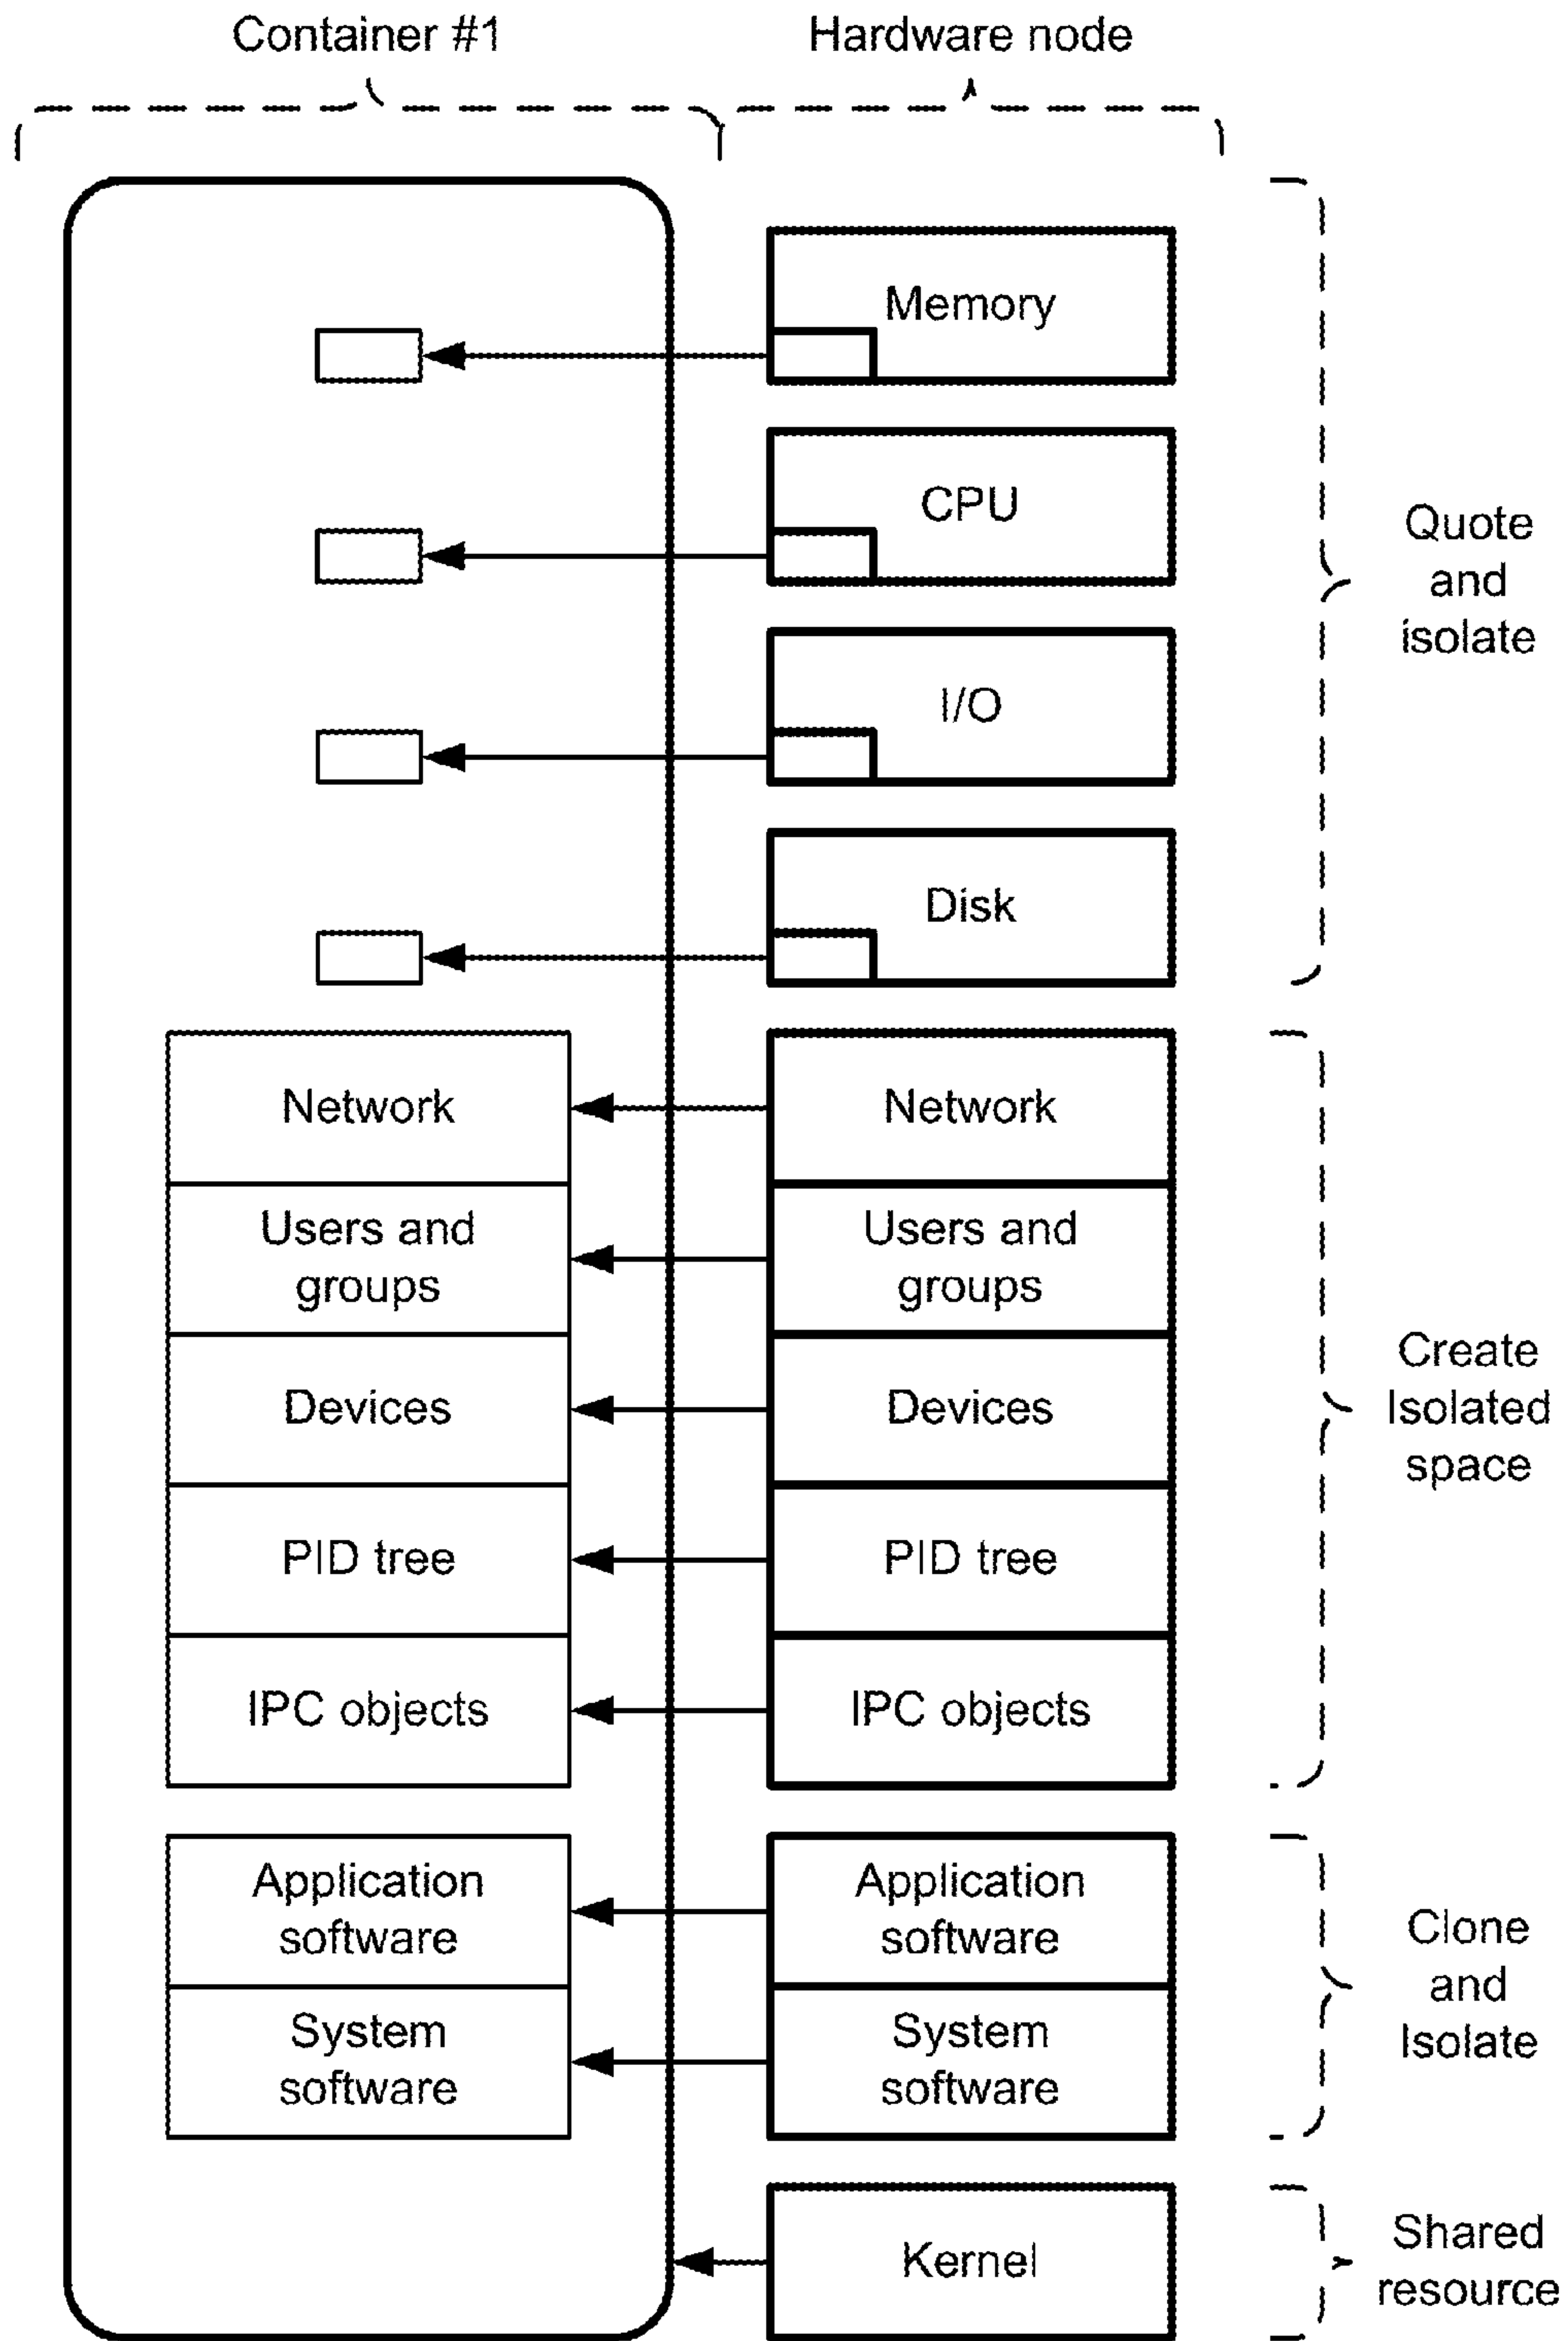 Container #1
Hardware node
Memory
CPU
I/O
Disk
Quote
and
isolate
Network
Users and
groups
Devices
PID tree
IPC objects
Network
Users and
groups
Devices
PID tree
IPC objects
Create
Isolated
space
Application
software
System
software
Application
software
System
software
Clone
and
Isolate
Kernel
Shared
resource